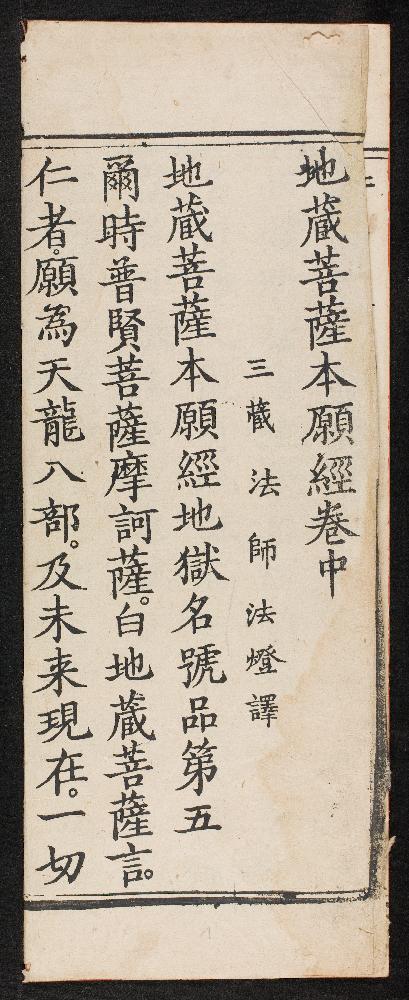 地蔵菩薩本願經卷中
三藏法師法燈譯
地蔵菩薩本願經地獄名號品第五
爾時普賢菩薩摩訶薩。白地蔵菩薩言。
仁者。願為天龍八部。及未来現在。一切